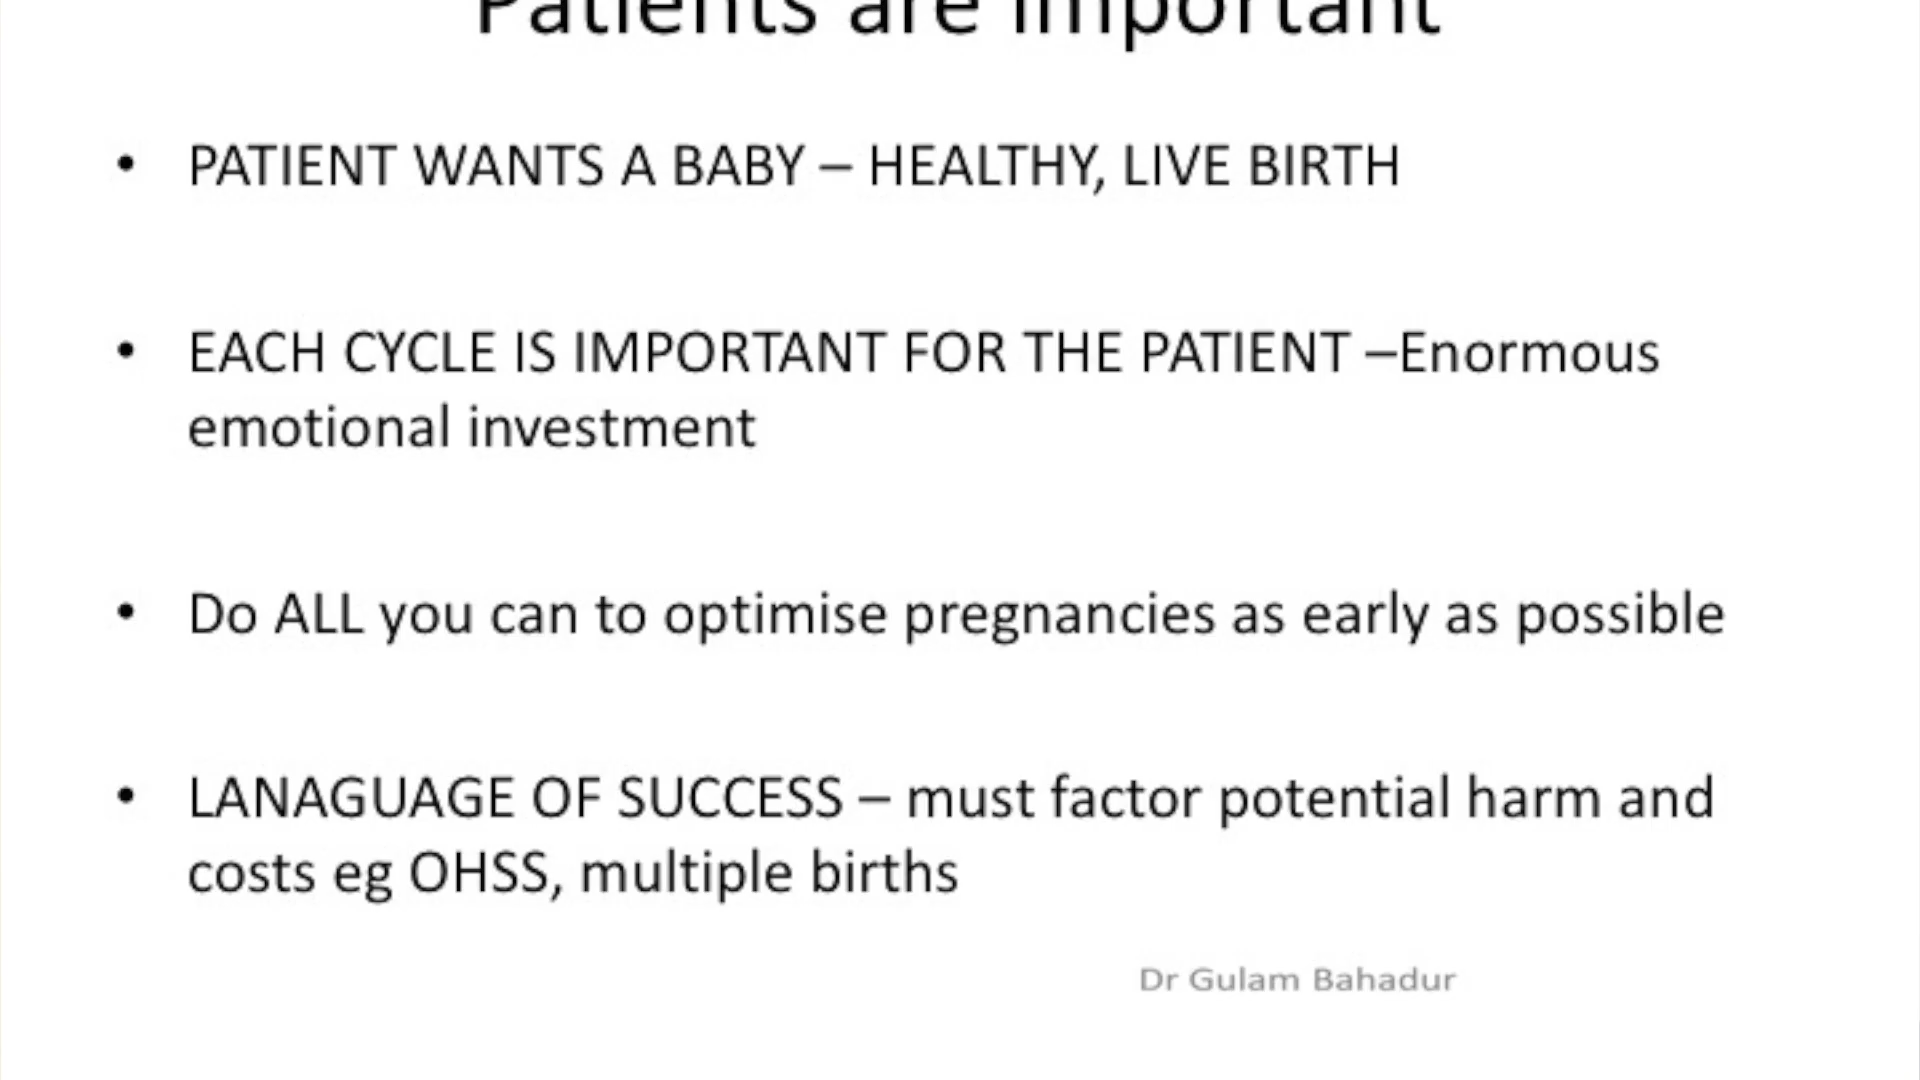 Patients are important
• PATIENT WANTS A BABY – HEALTHY, LIVE BIRTH
• EACH CYCLE IS IMPORTANT FOR THE PATIENT –Enormous
emotional investment
• Do ALL you can to optimise pregnancies as early as possible
• LANAGUAGE OF SUCCESS – must factor potential harm and
costs eg OHSS, multiple births
Dr Gulam Bahadur